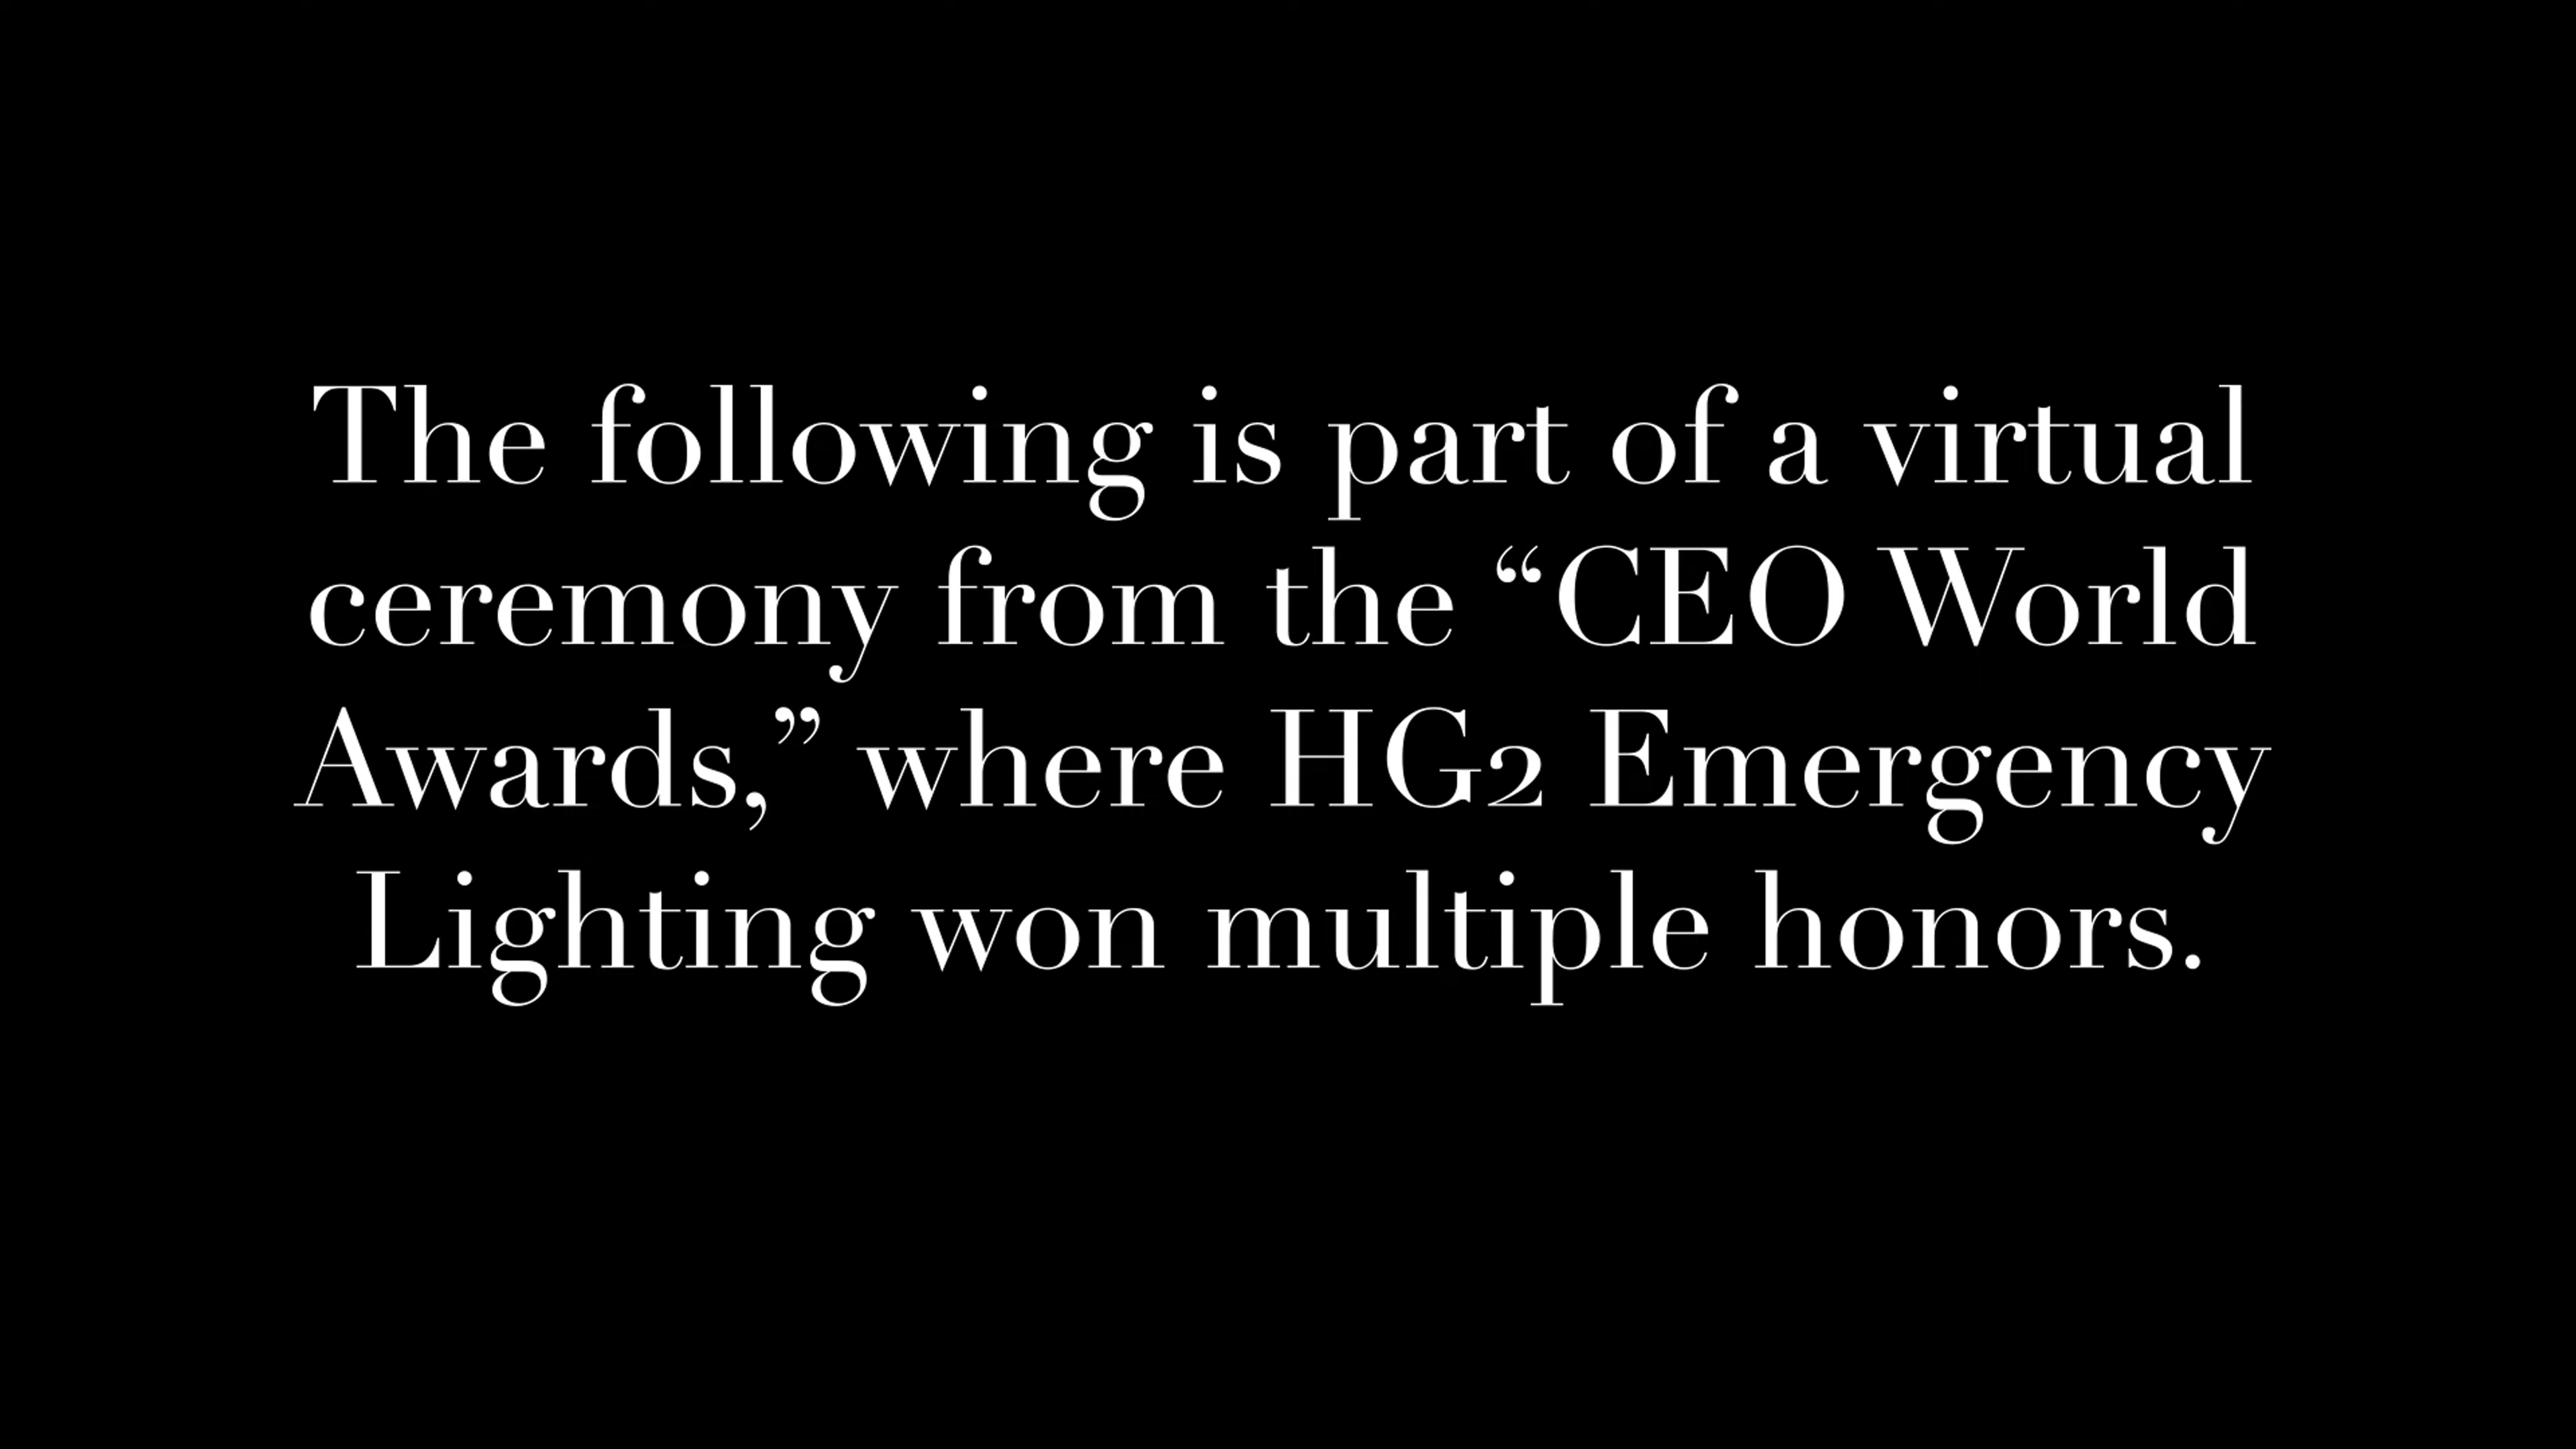 The following is part of a virtual
ceremony from the “CEO World
Awards,” where HG2 Emergency
Lighting won multiple honors.